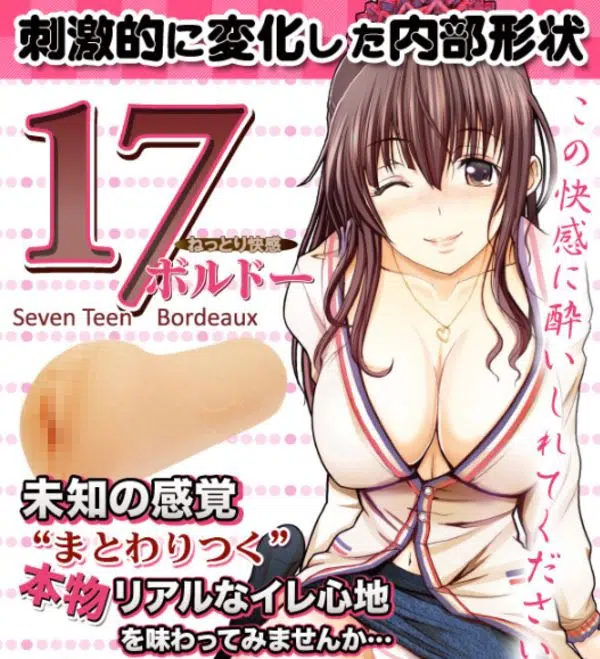 刺激的に変化した内部形状
17
ねっとり快感
ボルドー
Seven Teen Bordeaux
この快感に酔いしれてください
未知の感覚
“まとわりつく”
本物リアルなイレ心地
を味わってみませんか…